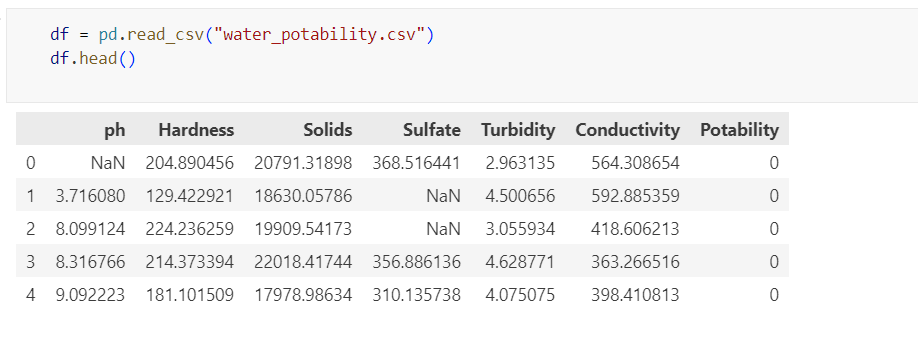 df = pd.read_csv("water_potability.csv")
df.head()
ph Hardness Solids Sulfate Turbidity Conductivity Potability
0 NaN 204.890456 20791.31898 368.516441 2.963135 564.308654 0
1 3.716080 129.422921 18630.05786 NaN 4.500656 592.885359 0
2 8.099124 224.236259 19909.54173 NaN 3.055934 418.606213 0
3 8.316766 214.373394 22018.41744 356.886136 4.628771 363.266516 0
4 9.092223 181.101509 17978.98634 310.135738 4.075075 398.410813 0